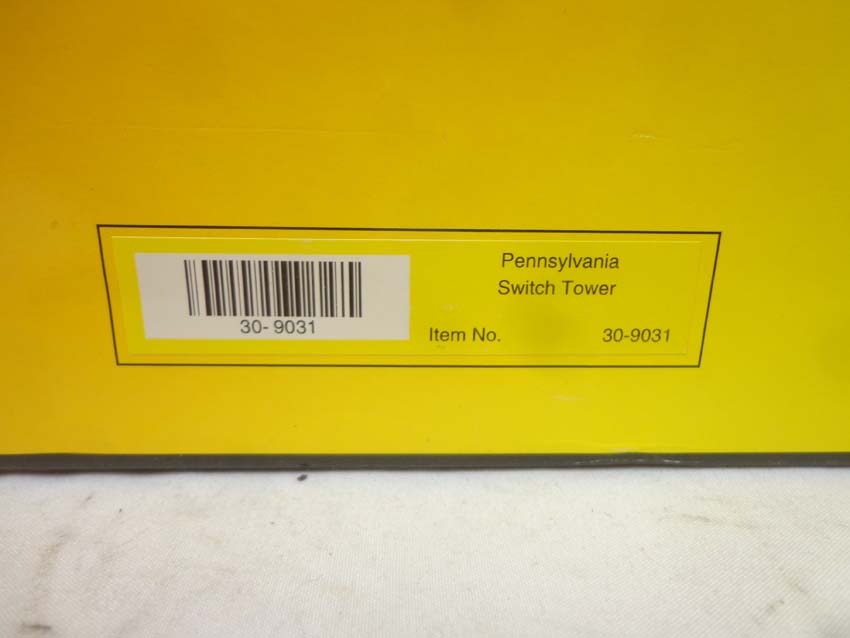 30-9031
Pennsylvania
Switch Tower
Item No. 30-9031